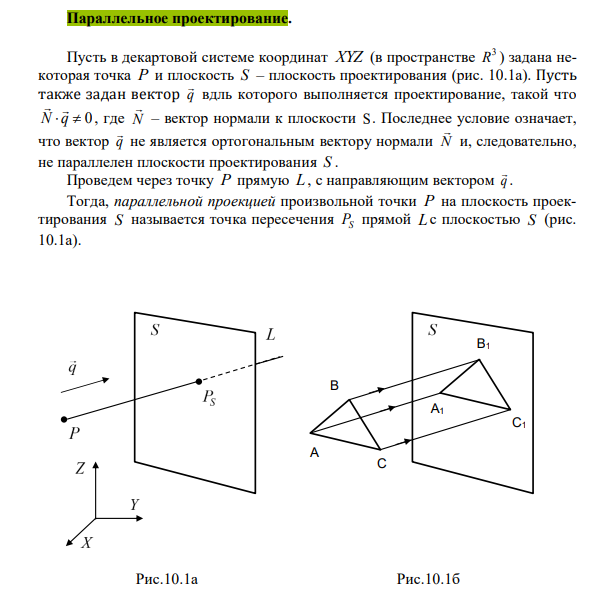 Параллельное проектирование.
Пусть в декартовой системе координат XYZ (в пространстве R³) задана не-
которая точка P и плоскость S – плоскость проектирования (рис. 10.1а). Пусть
также задан вектор q⃗ вдль которого выполняется проектирование, такой что
N⃗·q⃗ ≠ 0, где N⃗ – вектор нормали к плоскости S. Последнее условие означает,
что вектор q⃗ не является ортогональным вектору нормали N⃗ и, следовательно,
не параллелен плоскости проектирования S.
Проведем через точку P прямую L, с направляющим вектором q⃗.
Тогда, параллельной проекцией произвольной точки P на плоскость проек-
тирования S называется точка пересечения P_S прямой L с плоскостью S (рис.
10.1а).
S
L
q⃗
P_S
P
Z
Y
X
S
B₁
B
A₁
C₁
A
C
Рис.10.1а
Рис.10.1б